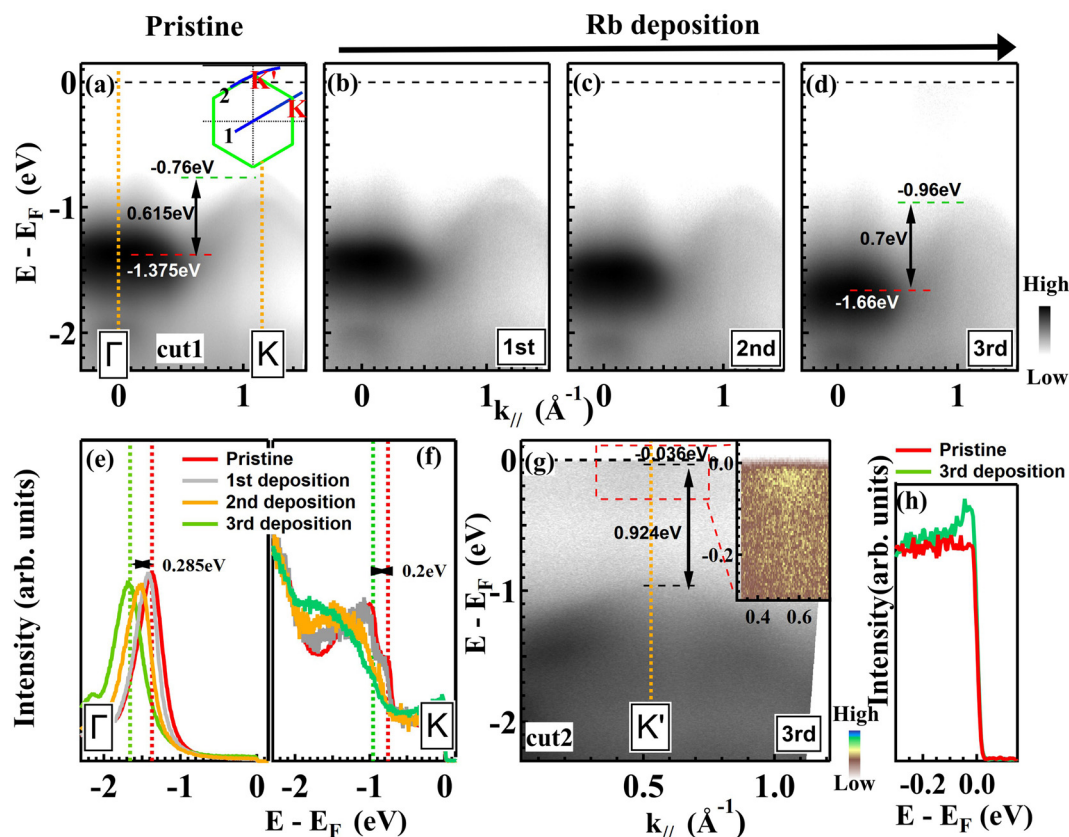 Pristine
Rb deposition
(a)
(b)
(c)
(d)
K'
2
K
1
0
-1
-2
E - E_F (eV)
-0.76eV
0.615eV
-1.375eV
-0.96eV
0.7eV
-1.66eV
Γ
cut1
K
1st
2nd
3rd
High
Low
0 1 0 1 0 1 0 1
k// (Å⁻¹)
(e)
(f)
(g)
(h)
Pristine
1st deposition
2nd deposition
3rd deposition
0.285eV
0.2eV
Γ
K
Intensity (arb. units)
-2 -1 0 -2 -1 0
E - E_F (eV)
0
-1
-2
E - E_F (eV)
-0.036eV
0.924eV
0.0
-0.2
0.4 0.6
cut2
K'
3rd
0.5 1.0
k// (Å⁻¹)
High
Low
Pristine
3rd deposition
Intensity(arb. units)
-0.2 0.0
E - E_F (eV)